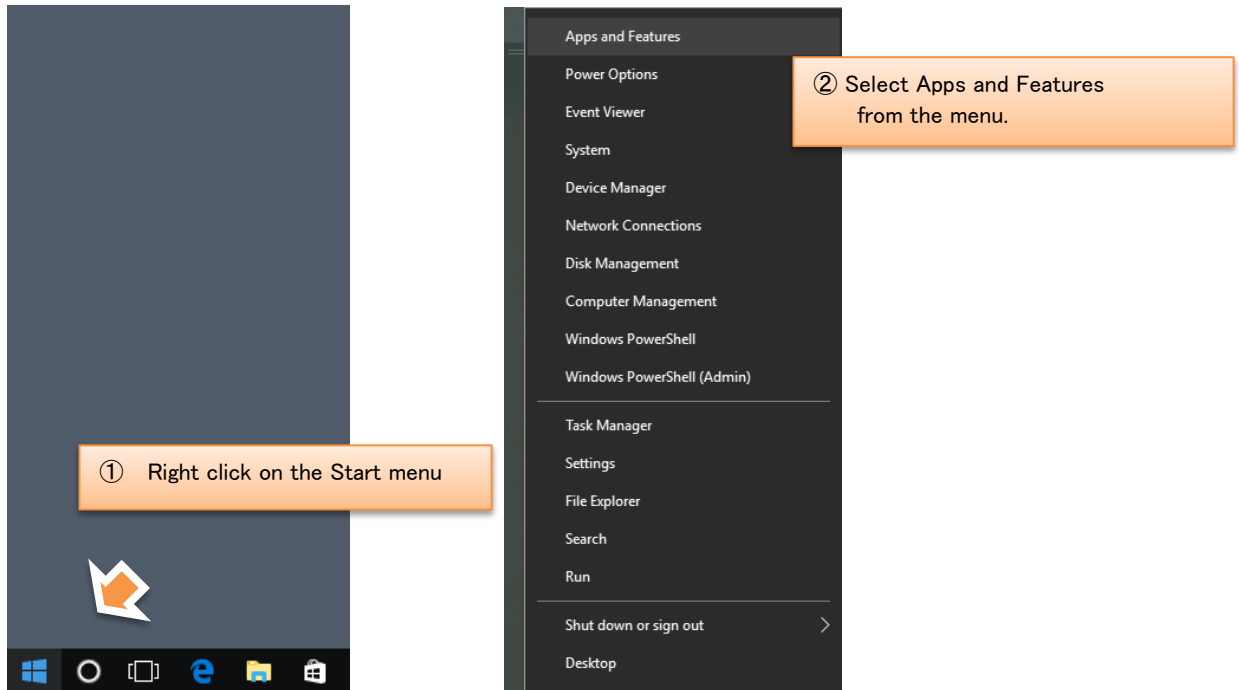 ① Right click on the Start menu
Apps and Features
Power Options
Event Viewer
System
Device Manager
Network Connections
Disk Management
Computer Management
Windows PowerShell
Windows PowerShell (Admin)
Task Manager
Settings
File Explorer
Search
Run
Shut down or sign out
Desktop
② Select Apps and Features
from the menu.